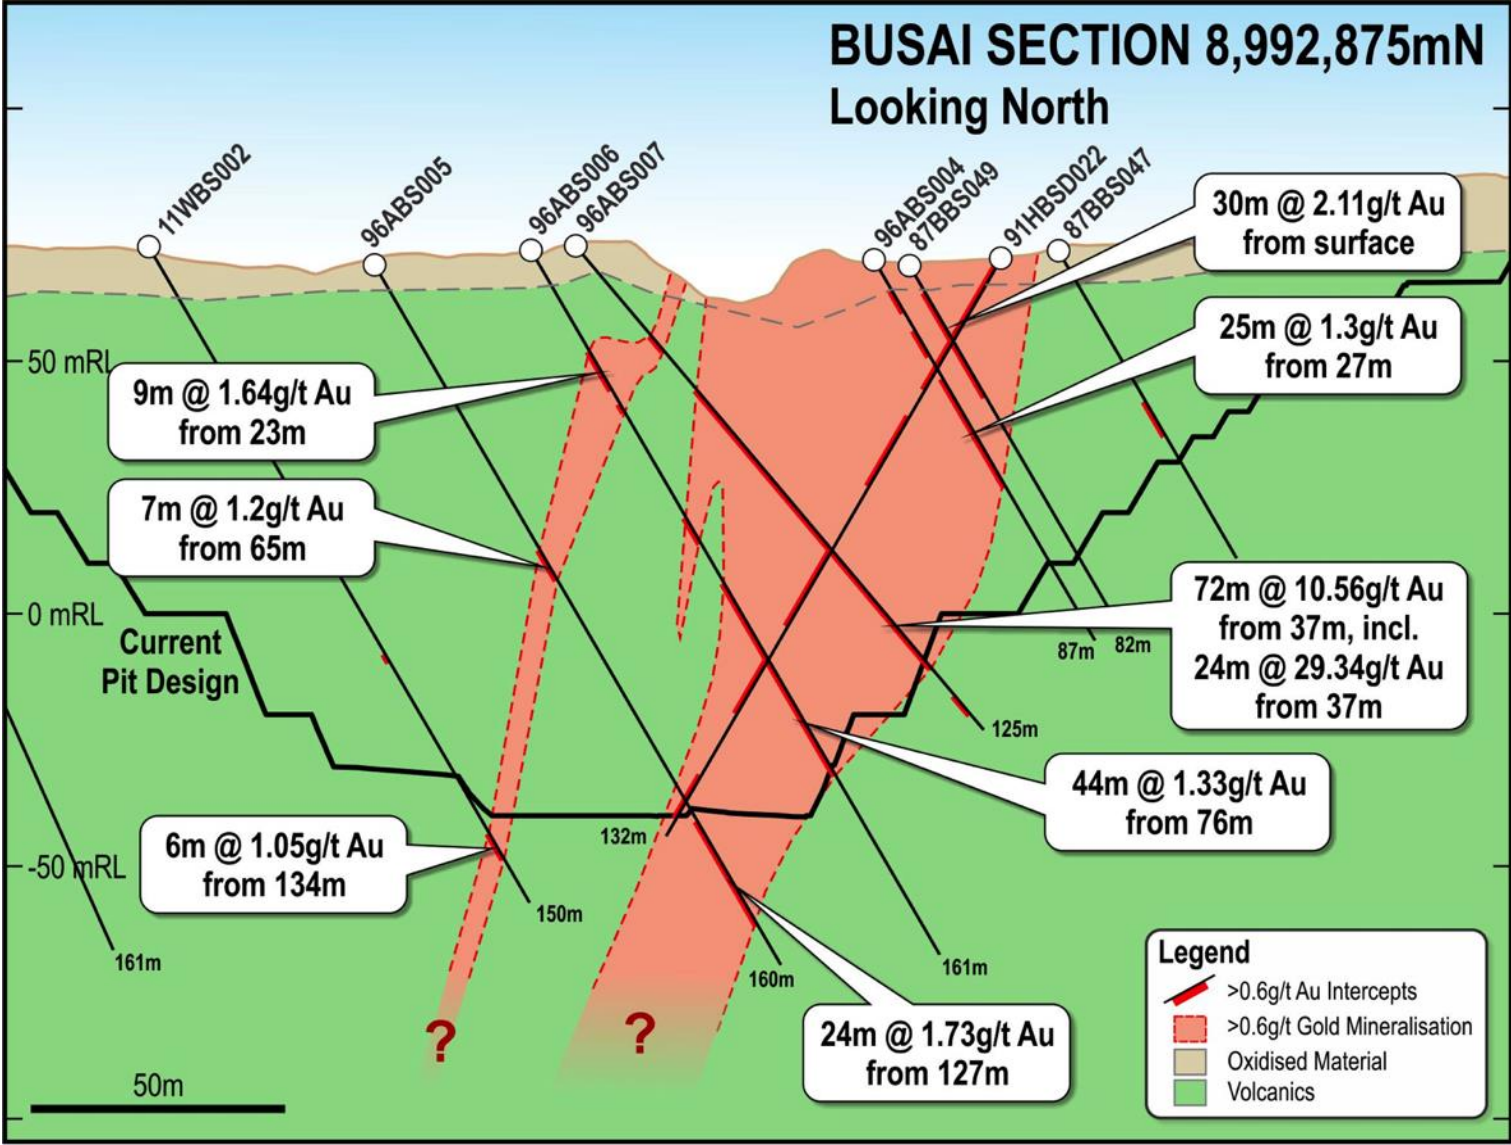 BUSAI SECTION 8,992,875mN
Looking North
11WBS002
96ABS005
96ABS006
96ABS007
96ABS004
87BBS049
91HBSD022
87BBS047
30m @ 2.11g/t Au
from surface
25m @ 1.3g/t Au
from 27m
50 mRL
9m @ 1.64g/t Au
from 23m
7m @ 1.2g/t Au
from 65m
0 mRL
Current
Pit Design
72m @ 10.56g/t Au
from 37m, incl.
24m @ 29.34g/t Au
from 37m
87m
82m
125m
44m @ 1.33g/t Au
from 76m
132m
6m @ 1.05g/t Au
from 134m
-50 mRL
150m
161m
160m
161m
24m @ 1.73g/t Au
from 127m
?
?
50m
Legend
>0.6g/t Au Intercepts
>0.6g/t Gold Mineralisation
Oxidised Material
Volcanics